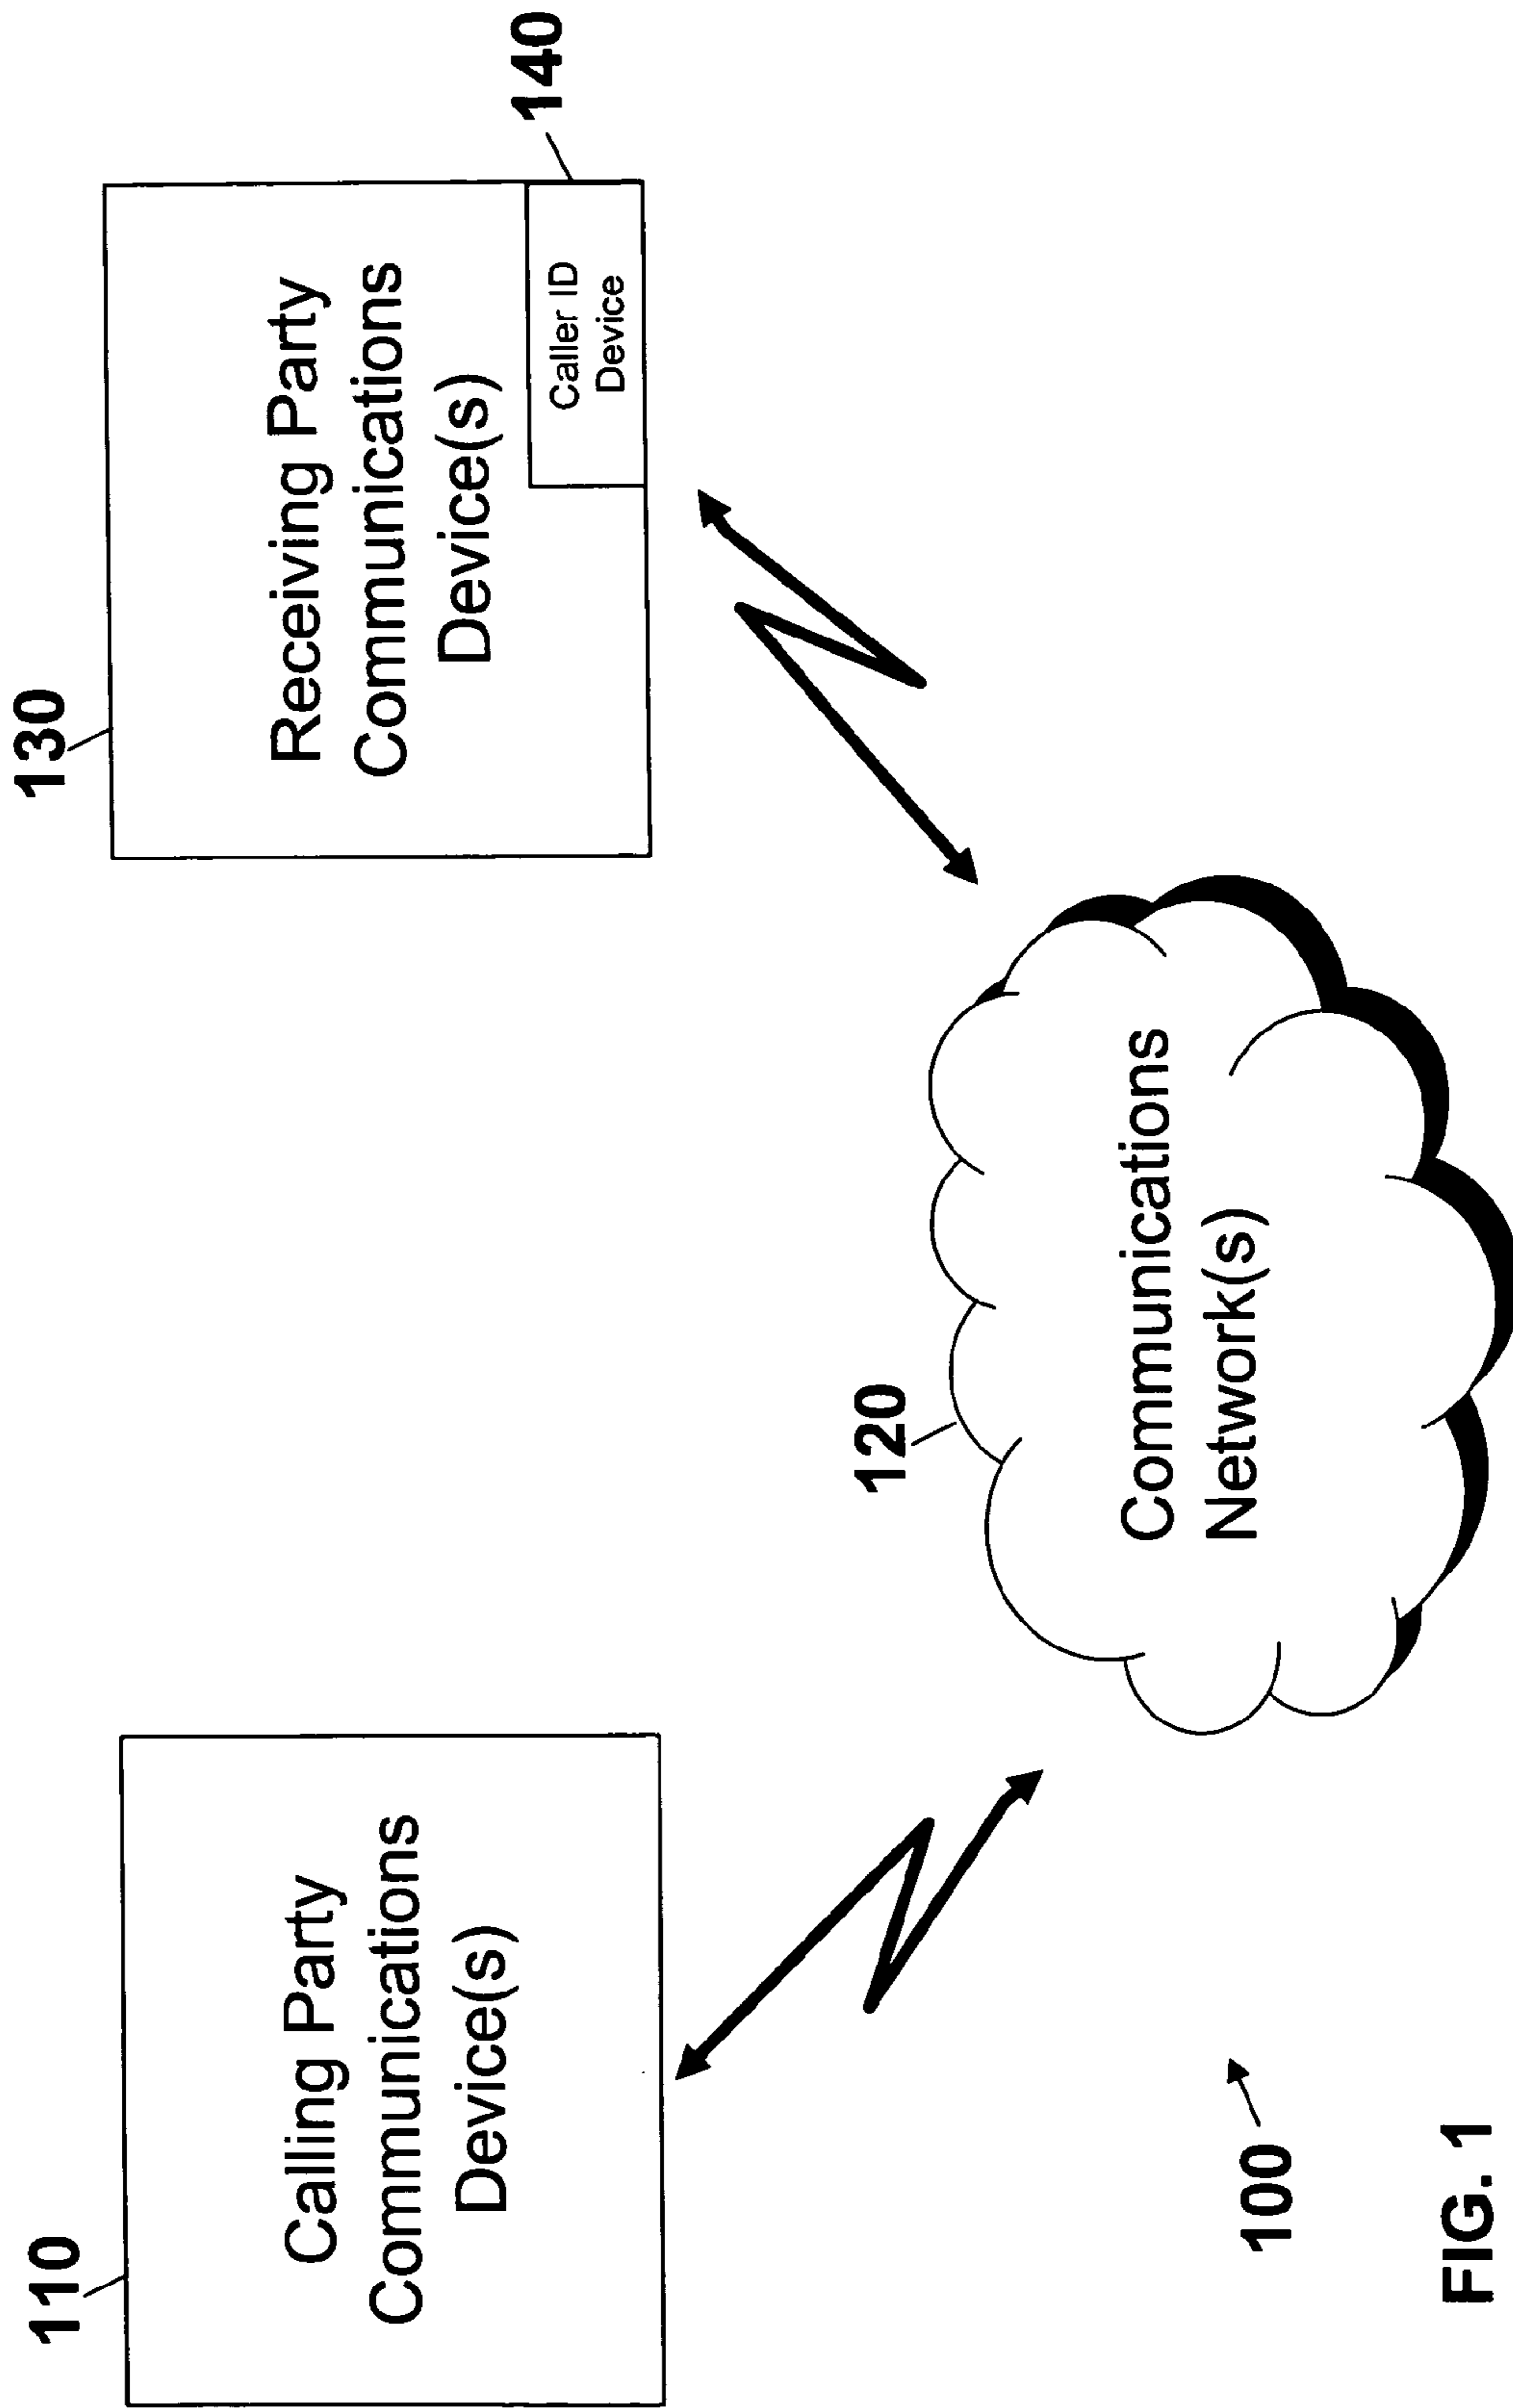 110
Calling Party
Communications
Device(s)
130
Receiving Party
Communications
Device(s)
140
Caller ID
Device
120
Communications
Network(s)
100
FIG. 1